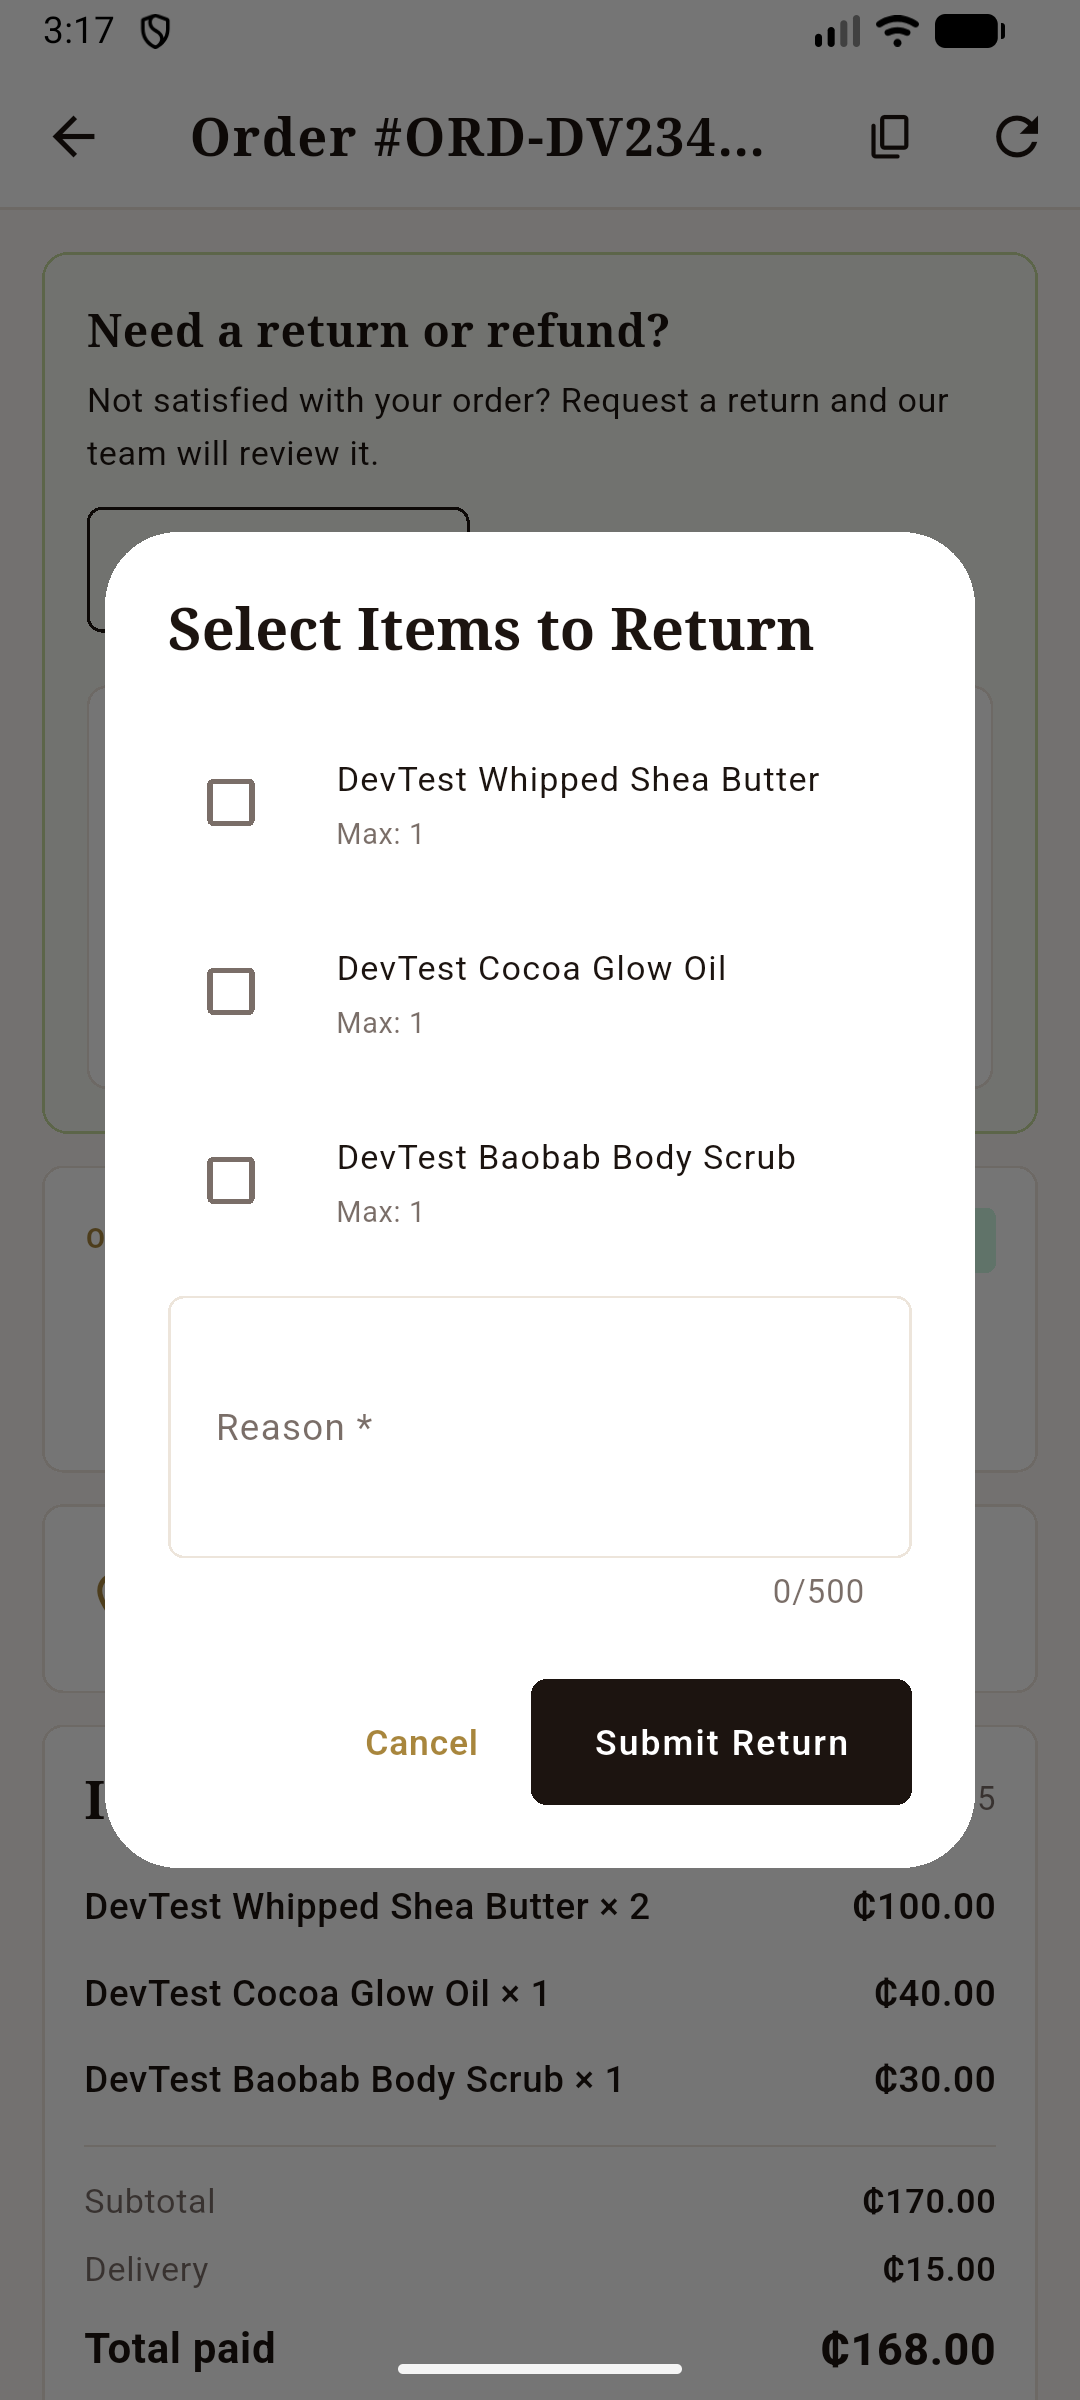 3:17
Order #ORD-DV234...
Need a return or refund?
Not satisfied with your order? Request a return and our
team will review it.
Select Items to Return
DevTest Whipped Shea Butter
Max: 1
DevTest Cocoa Glow Oil
Max: 1
DevTest Baobab Body Scrub
Max: 1
Reason *
0/500
Cancel
Submit Return
5
DevTest Whipped Shea Butter × 2
₵100.00
DevTest Cocoa Glow Oil × 1
₵40.00
DevTest Baobab Body Scrub × 1
₵30.00
Subtotal
₵170.00
Delivery
₵15.00
Total paid
₵168.00